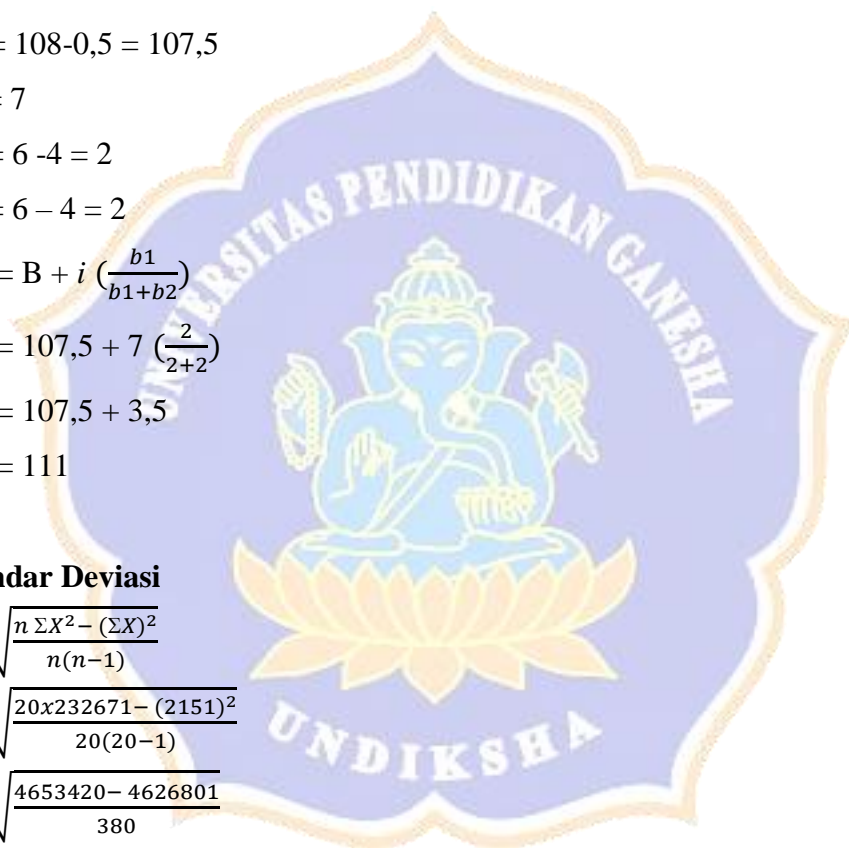 = 108-0,5 = 107,5
= 7
= 6 -4 = 2
= 6 – 4 = 2
= B + i (b1/b1+b2)
= 107,5 + 7 (2/2+2)
= 107,5 + 3,5
= 111
ndar Deviasi
√(n ΣX² − (ΣX)²/n(n−1))
√(20x232671− (2151)²/20(20−1))
√(4653420− 4626801/380)
UNIVERSITAS PENDIDIKAN GANESHA
UNDIKSHA